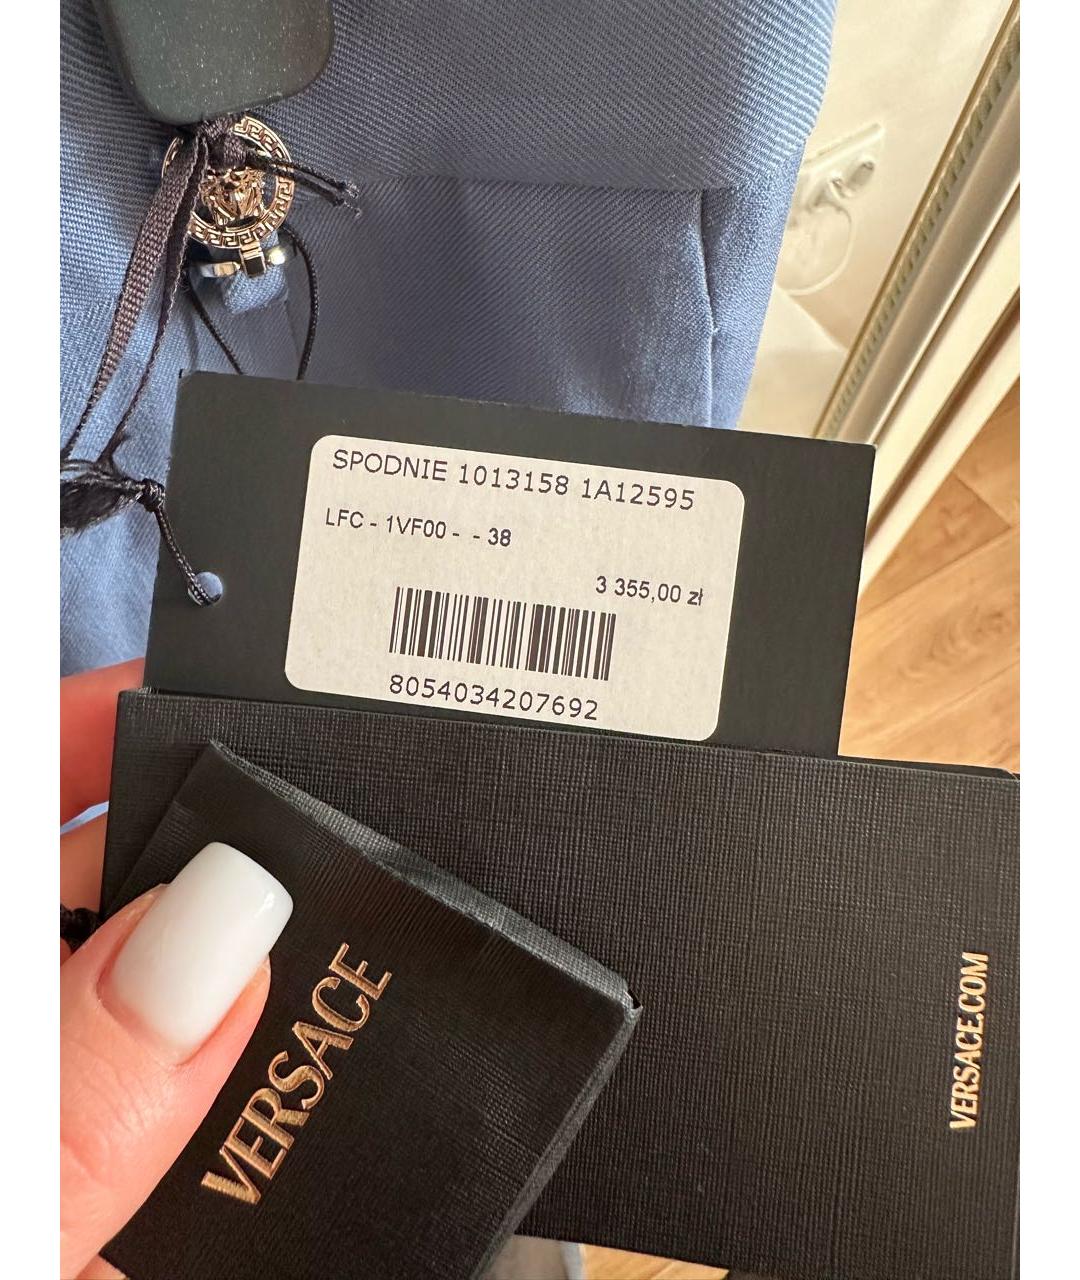 SPODNIE 1013158 1A12595
LFC - 1VF00 - - 38
3 355,00 zł
8054034207692
VERSACE
VERSACE.COM